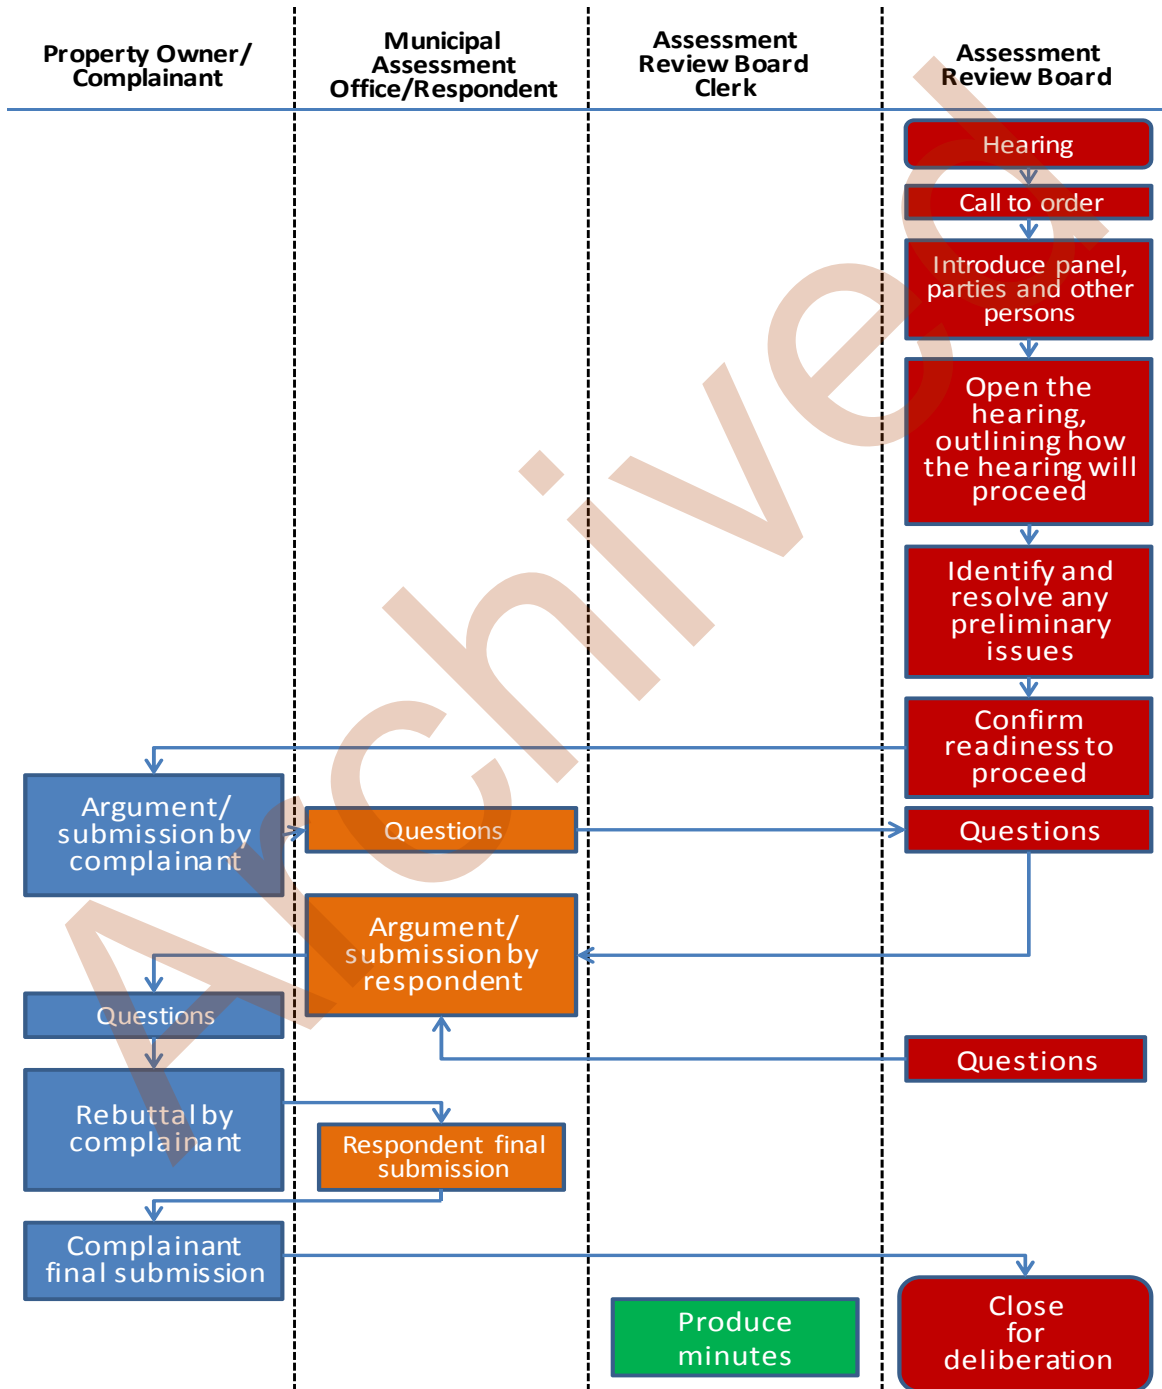 Property Owner/
Complainant
Municipal
Assessment
Office/Respondent
Assessment
Review Board
Clerk
Assessment
Review Board
Hearing
Call to order
Introduce panel,
parties and other
persons
Open the
hearing,
outlining how
the hearing will
proceed
Identify and
resolve any
preliminary
issues
Confirm
readiness to
proceed
Argument/
submission by
complainant
Questions
Questions
Argument/
submission by
respondent
Questions
Questions
Rebuttal by
complainant
Respondent final
submission
Complainant
final submission
Produce
minutes
Close
for
deliberation
Archived